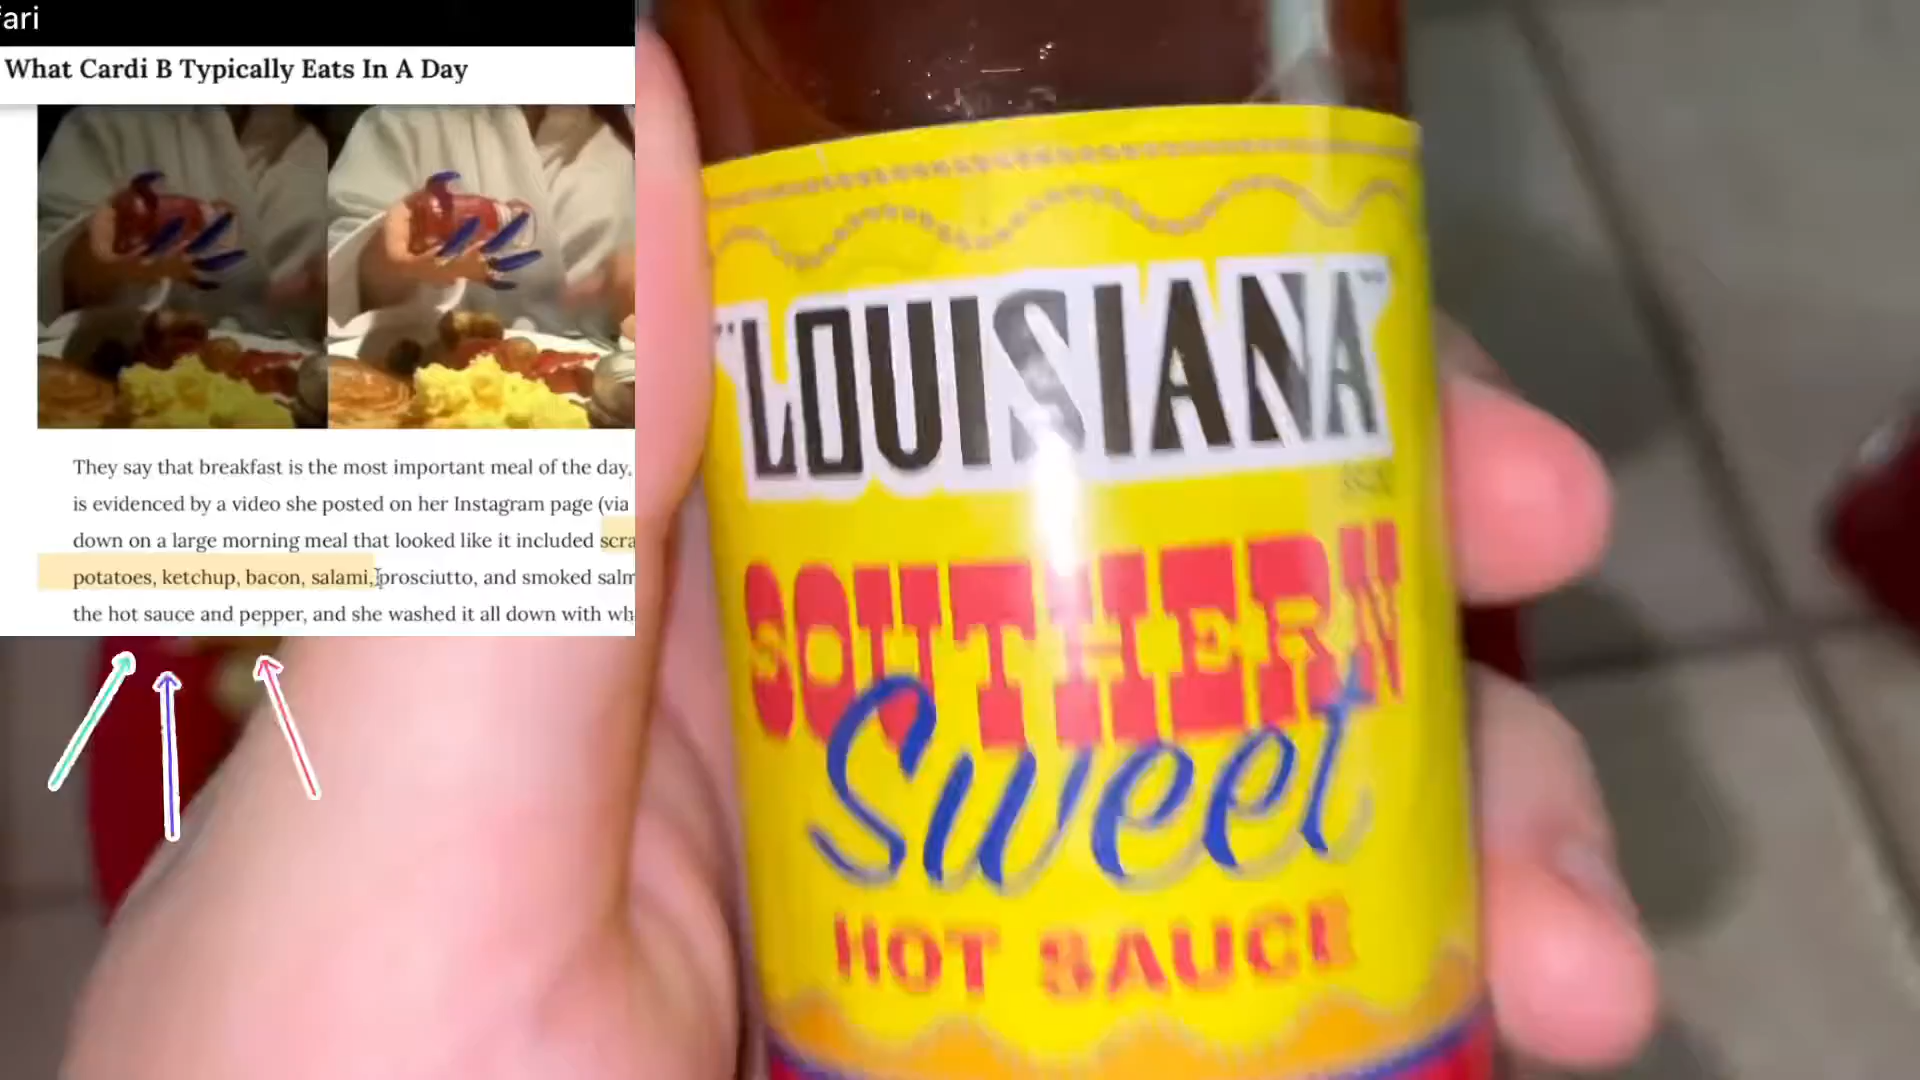 What Cardi B Typically Eats In A Day
They say that breakfast is the most important meal of the day,
is evidenced by a video she posted on her Instagram page (via
down on a large morning meal that looked like it included scra
potatoes, ketchup, bacon, salami, prosciutto, and smoked salm
the hot sauce and pepper, and she washed it all down with wh
"LOUISIANA"
SOUTHERN
Sweet
HOT SAUCE